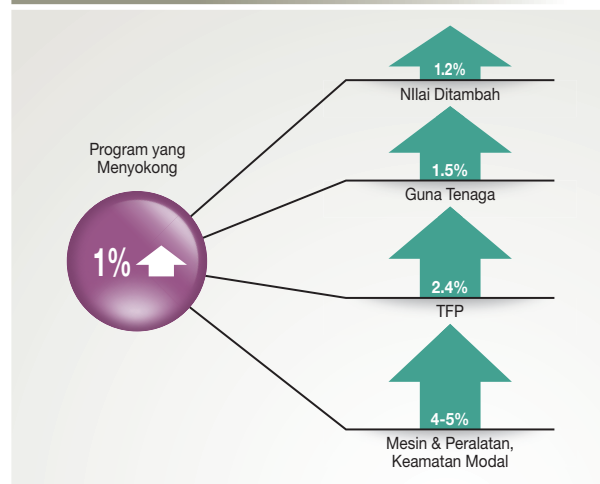 Program yang
Menyokong
1%
1.2%
NIlai Ditambah
1.5%
Guna Tenaga
2.4%
TFP
4-5%
Mesin & Peralatan,
Keamatan Modal